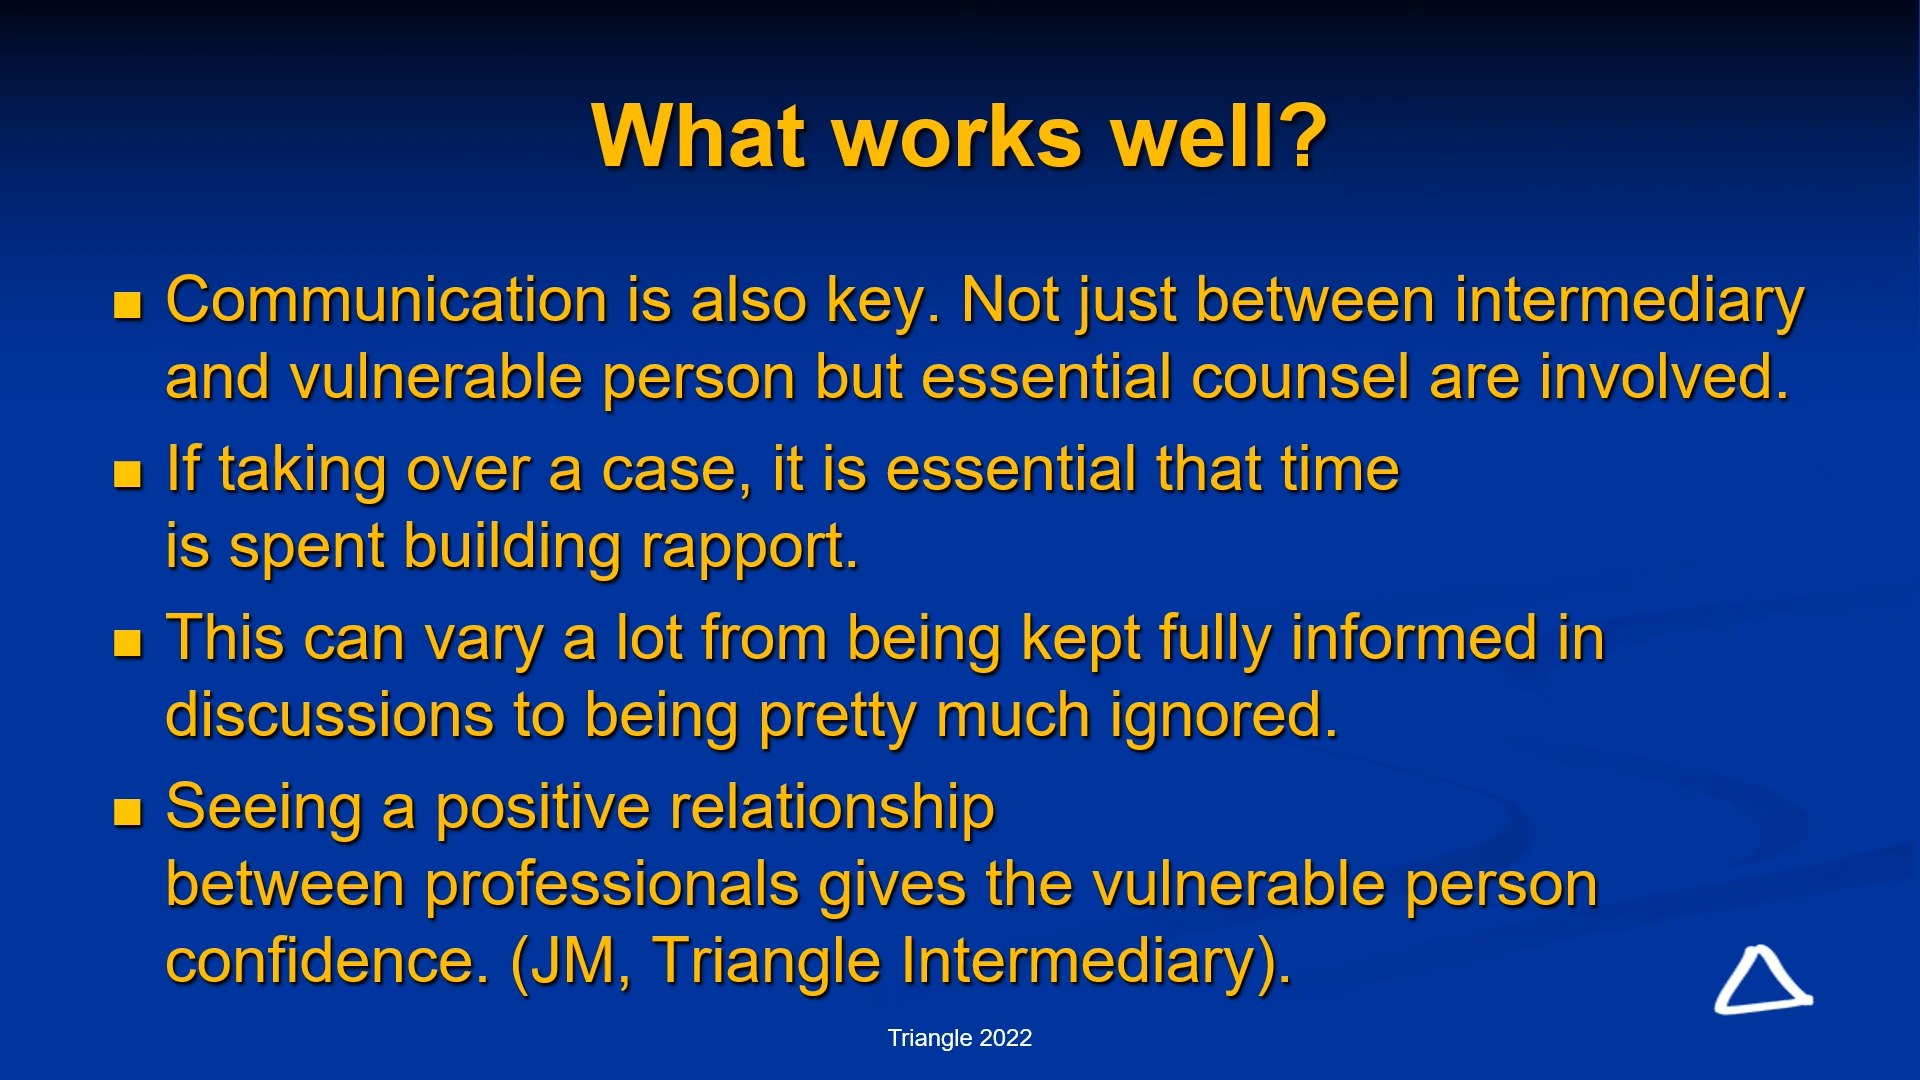 What works well?
Communication is also key. Not just between intermediary
and vulnerable person but essential counsel are involved.
If taking over a case, it is essential that time
is spent building rapport.
This can vary a lot from being kept fully informed in
discussions to being pretty much ignored.
Seeing a positive relationship
between professionals gives the vulnerable person
confidence. (JM, Triangle Intermediary).
Triangle 2022